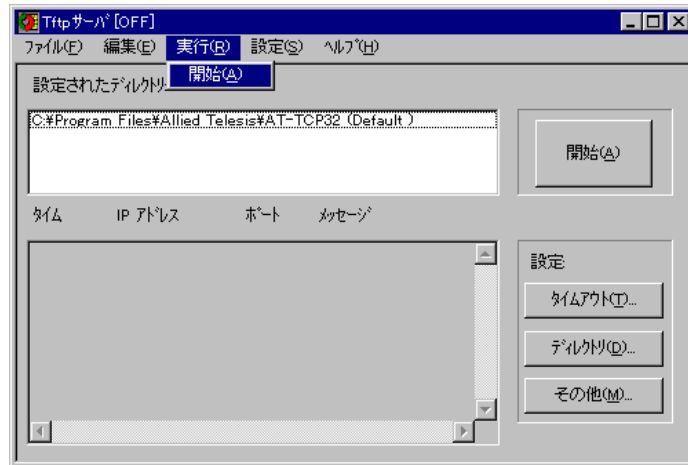 Tftpサーバ [OFF]
ファイル(F) 編集(E) 実行(R) 設定(S) ヘルプ(H)
開始(A)
設定されたディレクトリ
C:¥Program Files¥Allied Telesis¥AT-TCP32 (Default )
開始(A)
タイム IP アドレス ポート メッセージ
設定
タイムアウト(T)...
ディレクトリ(D)...
その他(M)...